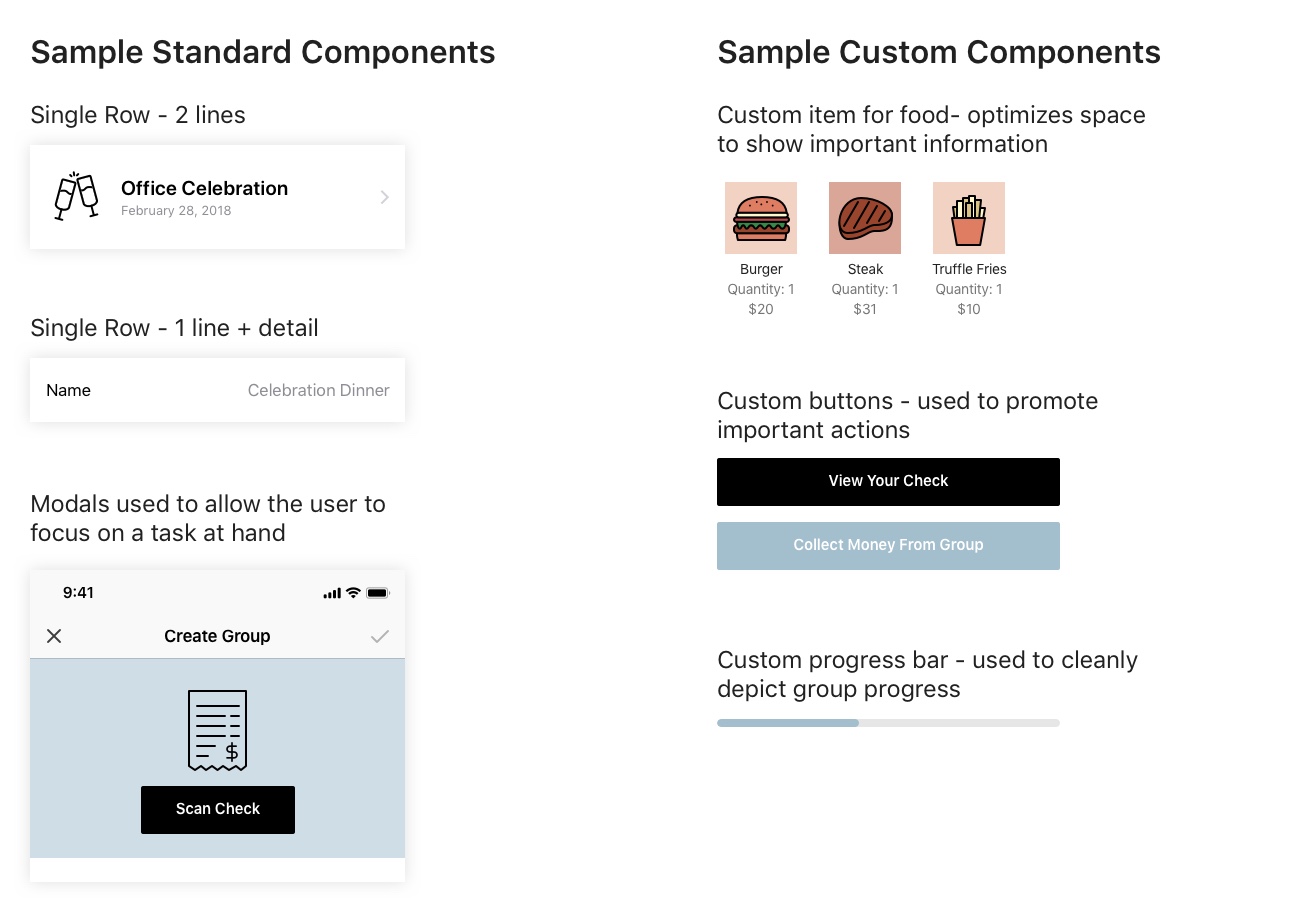 Sample Standard Components
Single Row - 2 lines
Office Celebration
February 28, 2018
Single Row - 1 line + detail
Name Celebration Dinner
Modals used to allow the user to
focus on a task at hand
9:41
Create Group
$
Scan Check
Sample Custom Components
Custom item for food- optimizes space
to show important information
Burger Steak Truffle Fries
Quantity: 1 Quantity: 1 Quantity: 1
$20 $31 $10
Custom buttons - used to promote
important actions
View Your Check
Collect Money From Group
Custom progress bar - used to cleanly
depict group progress